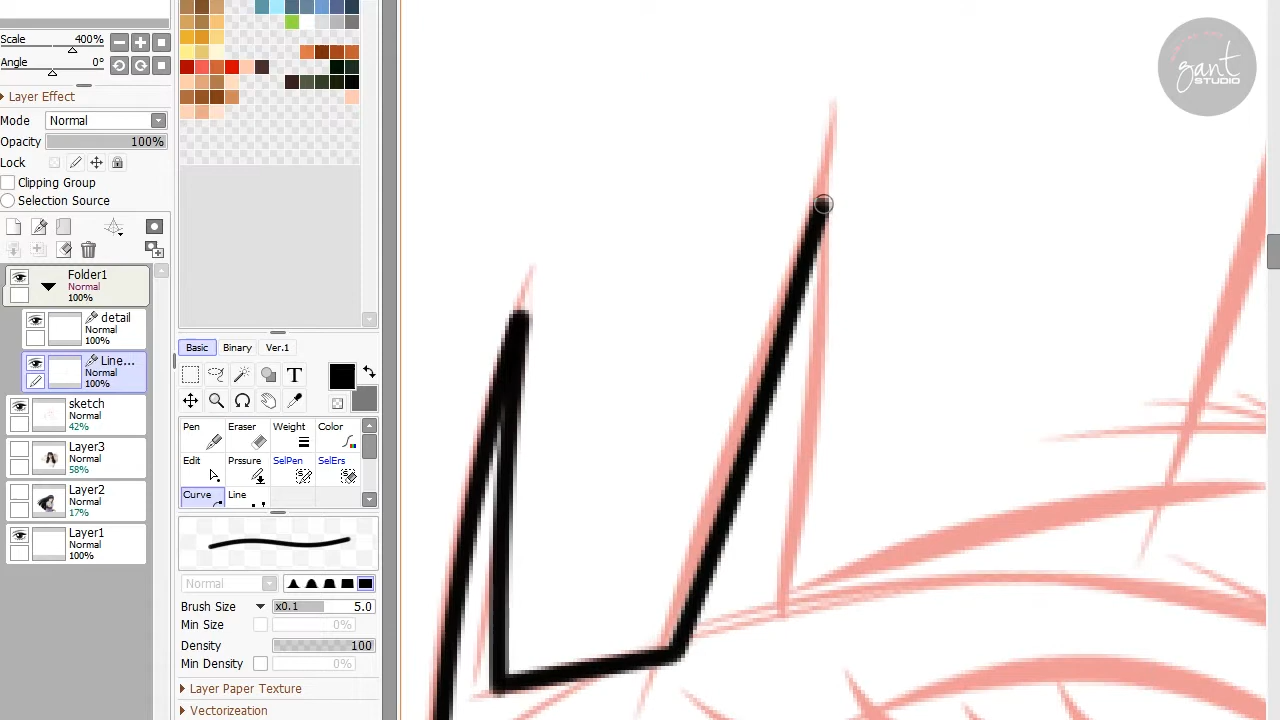 Scale 400%
Angle 0°
Layer Effect
Mode Normal
Opacity 100%
Lock
Clipping Group
Selection Source
Folder1
Normal
100%
detail
Normal
100%
Line...
Normal
100%
sketch
Normal
42%
Layer3
Normal
58%
Layer2
Normal
17%
Layer1
Normal
100%
Basic Binary Ver.1
T
Pen Eraser Weight Color
Edit Prssure SelPen SelErs
Curve Line
Normal
Brush Size x0.1 5.0
Min Size 0%
Density 100
Min Density 0%
Layer Paper Texture
Vectorizeation
gant
STUDIO